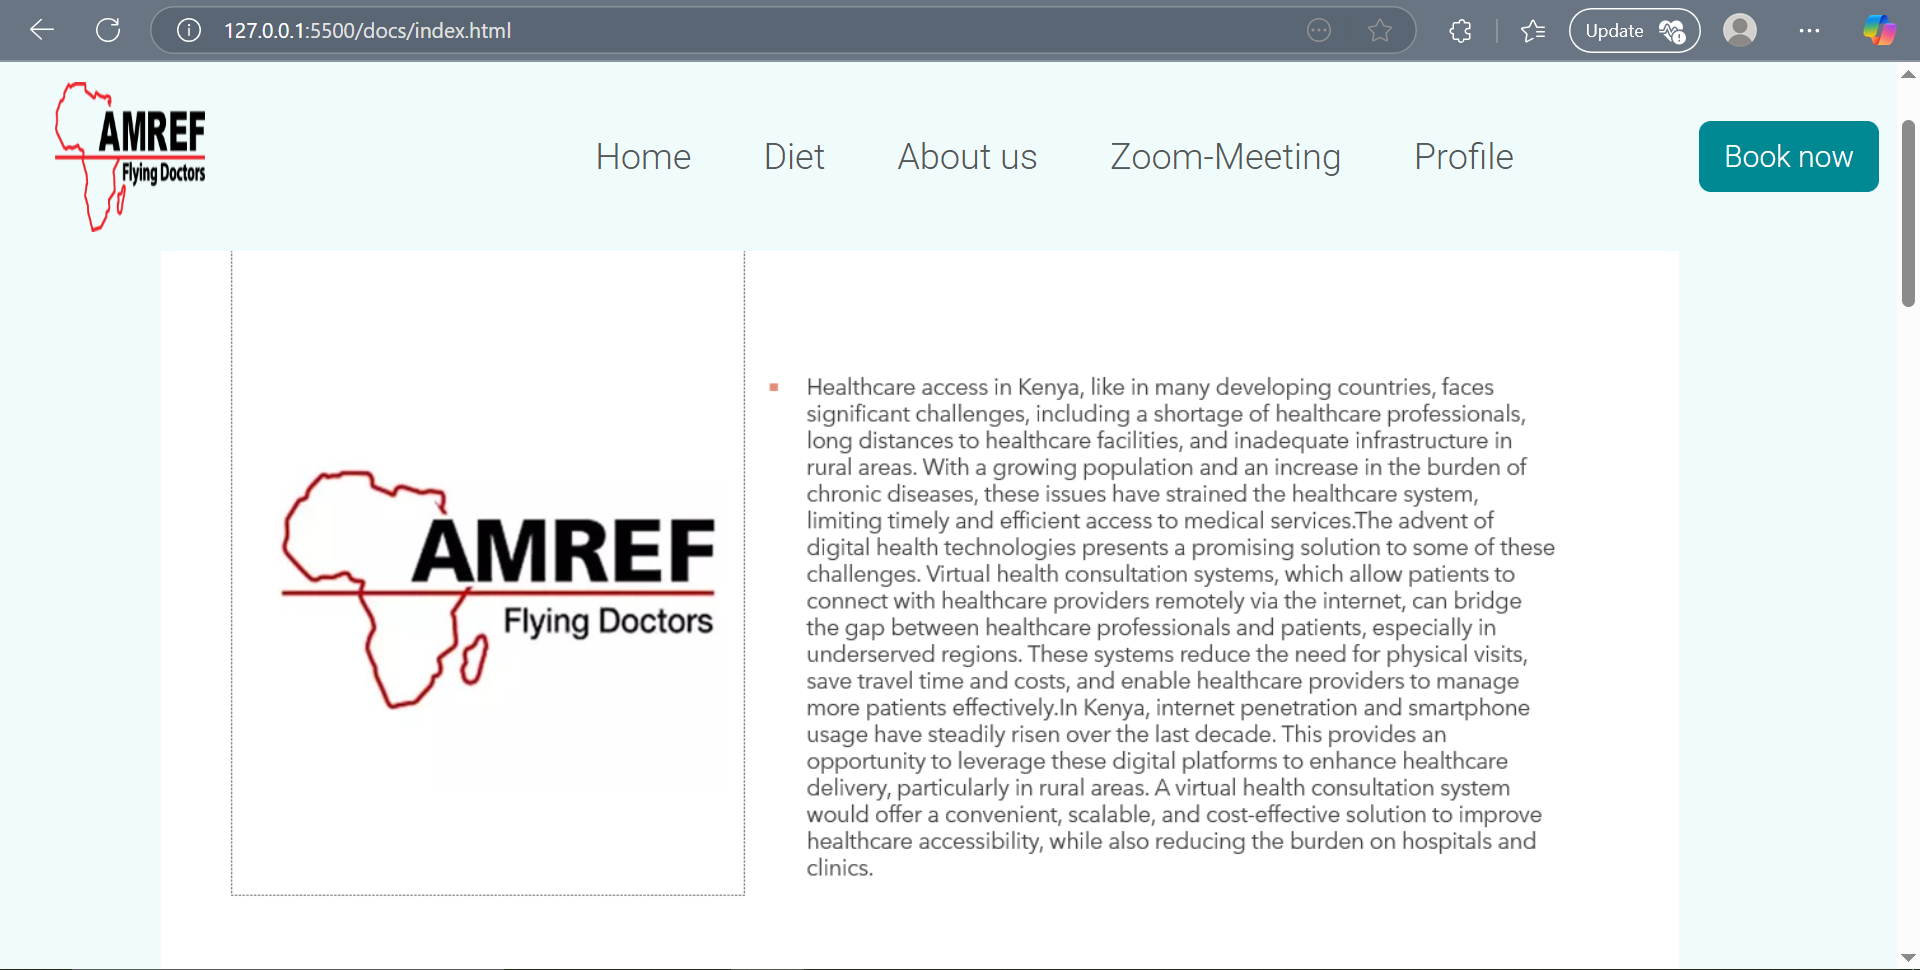 127.0.0.1:5500/docs/index.html
Update
AMREF
Flying Doctors
Home
Diet
About us
Zoom-Meeting
Profile
Book now
AMREF
Flying Doctors
Healthcare access in Kenya, like in many developing countries, faces
significant challenges, including a shortage of healthcare professionals,
long distances to healthcare facilities, and inadequate infrastructure in
rural areas. With a growing population and an increase in the burden of
chronic diseases, these issues have strained the healthcare system,
limiting timely and efficient access to medical services.The advent of
digital health technologies presents a promising solution to some of these
challenges. Virtual health consultation systems, which allow patients to
connect with healthcare providers remotely via the internet, can bridge
the gap between healthcare professionals and patients, especially in
underserved regions. These systems reduce the need for physical visits,
save travel time and costs, and enable healthcare providers to manage
more patients effectively.In Kenya, internet penetration and smartphone
usage have steadily risen over the last decade. This provides an
opportunity to leverage these digital platforms to enhance healthcare
delivery, particularly in rural areas. A virtual health consultation system
would offer a convenient, scalable, and cost-effective solution to improve
healthcare accessibility, while also reducing the burden on hospitals and
clinics.